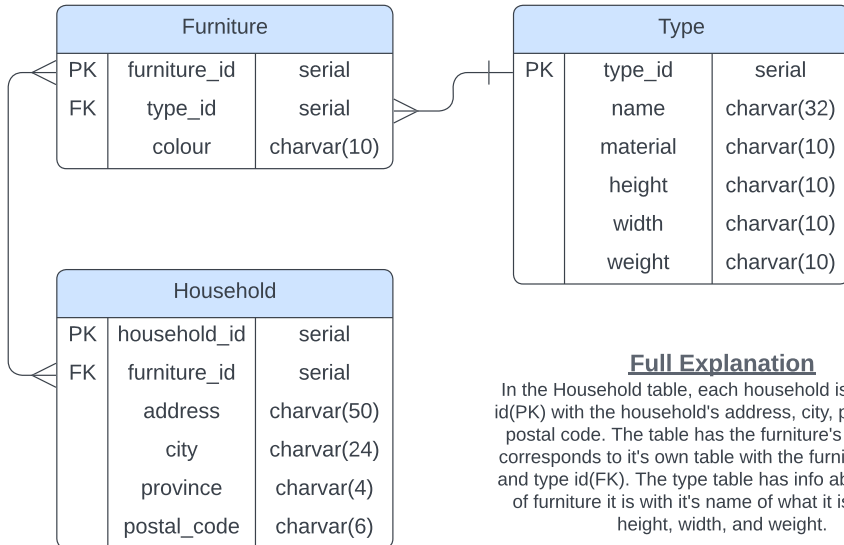 Furniture
PK furniture_id serial
FK type_id serial
colour charvar(10)
Type
PK type_id serial
name charvar(32)
material charvar(10)
height charvar(10)
width charvar(10)
weight charvar(10)
Household
PK household_id serial
FK furniture_id serial
address charvar(50)
city charvar(24)
province charvar(4)
postal_code charvar(6)
Full Explanation
In the Household table, each household is
id(PK) with the household's address, city,
postal code. The table has the furniture's
corresponds to it's own table with the
and type id(FK). The type table has info
of furniture it is with it's name of what it
height, width, and weight.